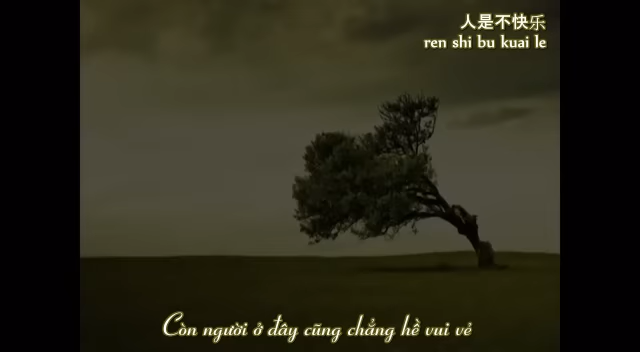 人是不快乐
ren shi bu kuai le
Còn người ở đây cũng chẳng hề vui vẻ